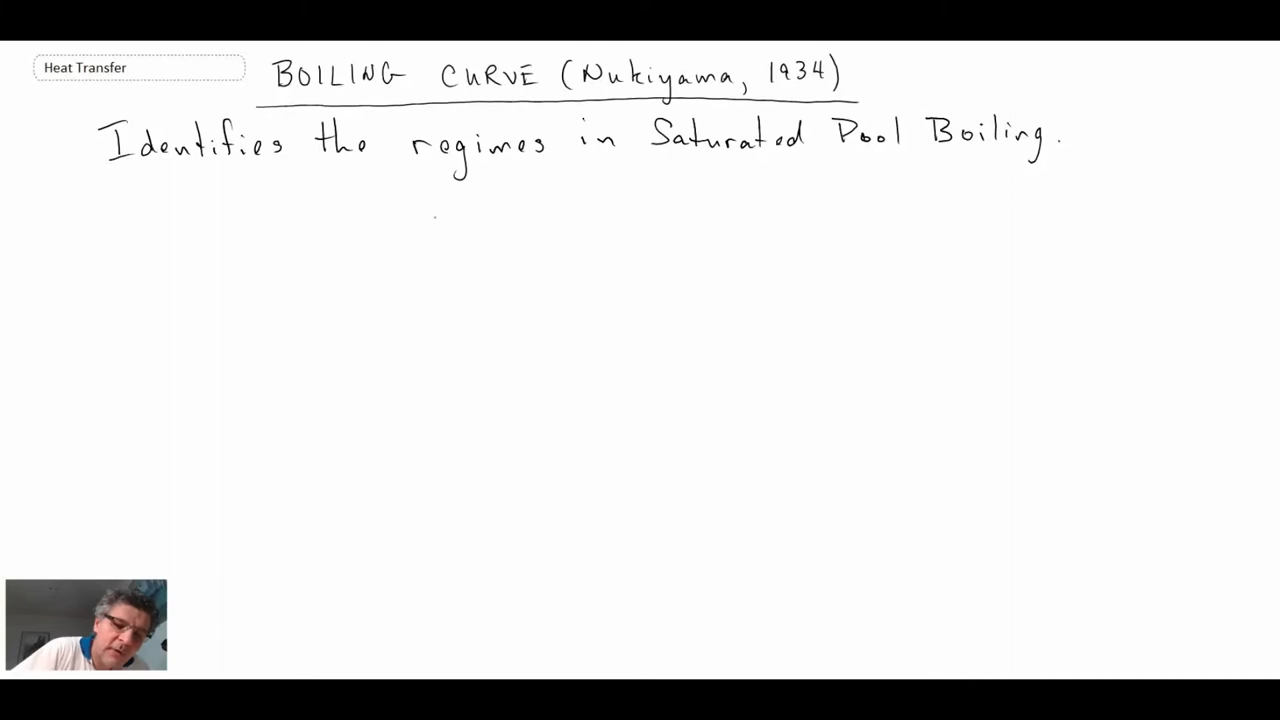 Heat Transfer
BOILING CURVE (Nukiyama, 1934)
Identifies the regimes in Saturated Pool Boiling.